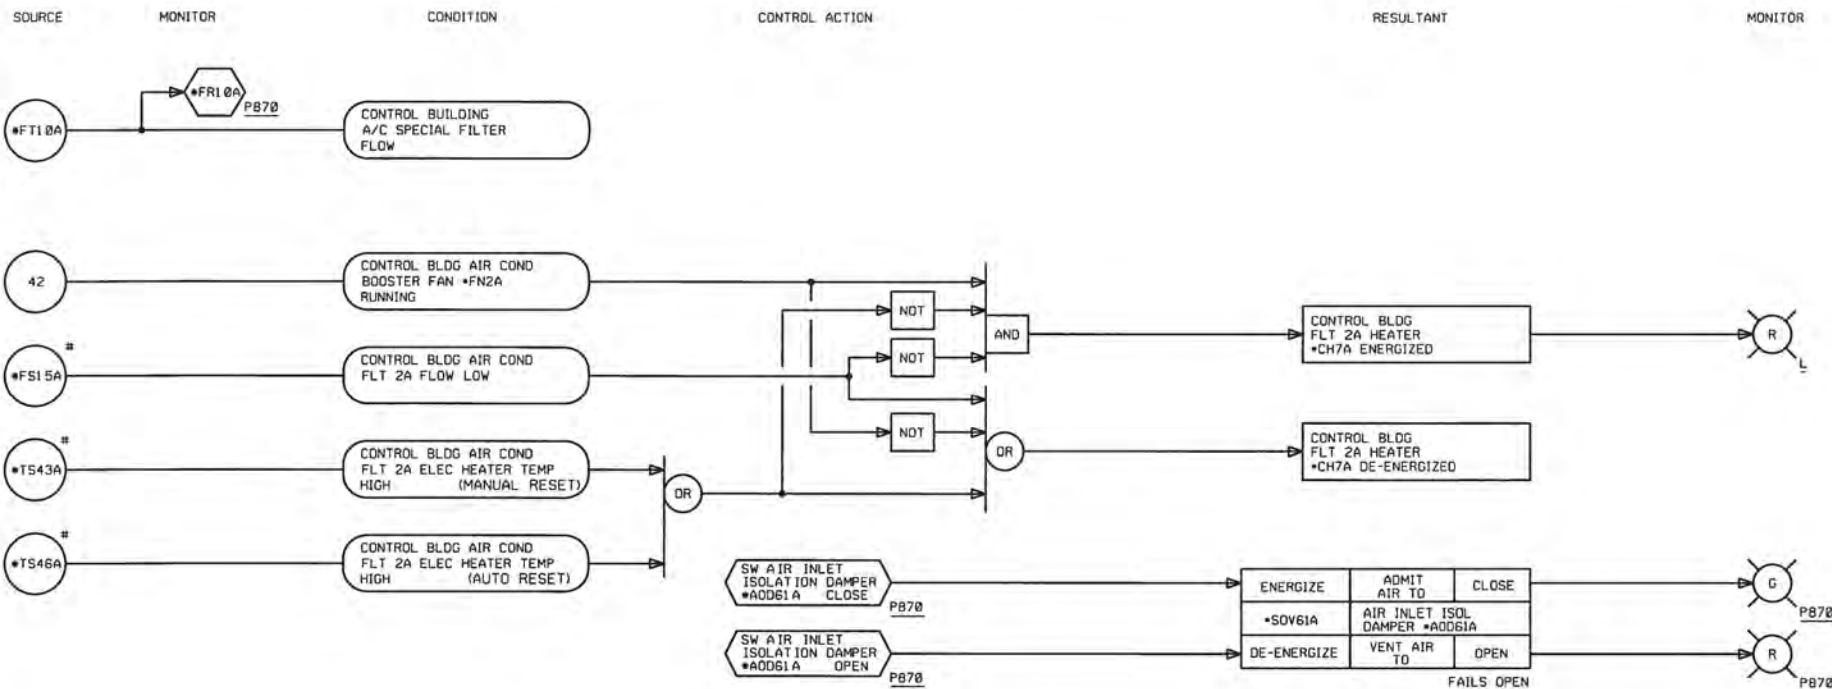 SOURCE MONITOR CONDITION CONTROL ACTION RESULTANT MONITOR
*FR10A
P870
*FT10A
CONTROL BUILDING
A/C SPECIAL FILTER
FLOW
42
CONTROL BLDG AIR COND
BOOSTER FAN *FN2A
RUNNING
NOT
AND
CONTROL BLDG
FLT 2A HEATER
*CH7A ENERGIZED
R
L
#
*FS15A
CONTROL BLDG AIR COND
FLT 2A FLOW LOW
NOT
NOT
OR
CONTROL BLDG
FLT 2A HEATER
*CH7A DE-ENERGIZED
#
*TS43A
CONTROL BLDG AIR COND
FLT 2A ELEC HEATER TEMP
HIGH (MANUAL RESET)
OR
#
*TS46A
CONTROL BLDG AIR COND
FLT 2A ELEC HEATER TEMP
HIGH (AUTO RESET)
SW AIR INLET
ISOLATION DAMPER
*AOD61A CLOSE
P870
ENERGIZE ADMIT AIR TO CLOSE
G
P870
*SOV61A AIR INLET ISOL
DAMPER *AOD61A
SW AIR INLET
ISOLATION DAMPER
*AOD61A OPEN
P870
DE-ENERGIZE VENT AIR TO OPEN
R
P870
FAILS OPEN